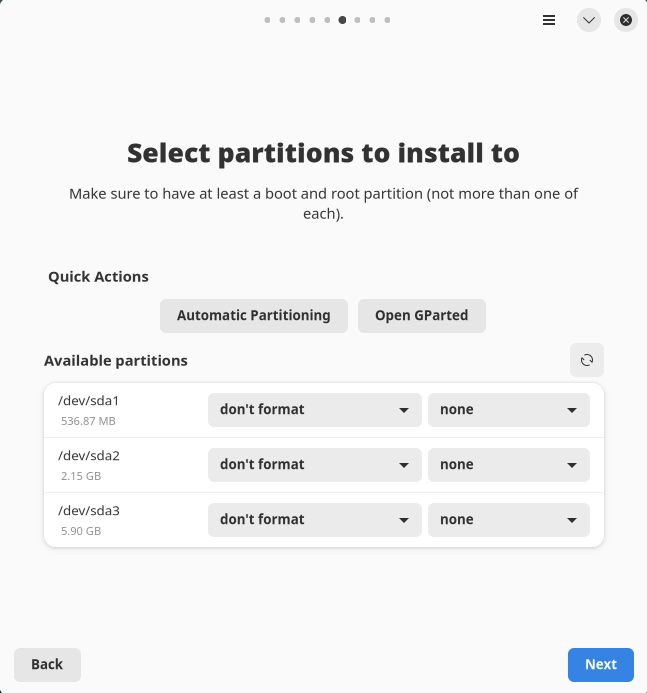 Select partitions to install to
Make sure to have at least a boot and root partition (not more than one of
each).
Quick Actions
Automatic Partitioning Open GParted
Available partitions
/dev/sda1 don't format none
536.87 MB
/dev/sda2 don't format none
2.15 GB
/dev/sda3 don't format none
5.90 GB
Back Next